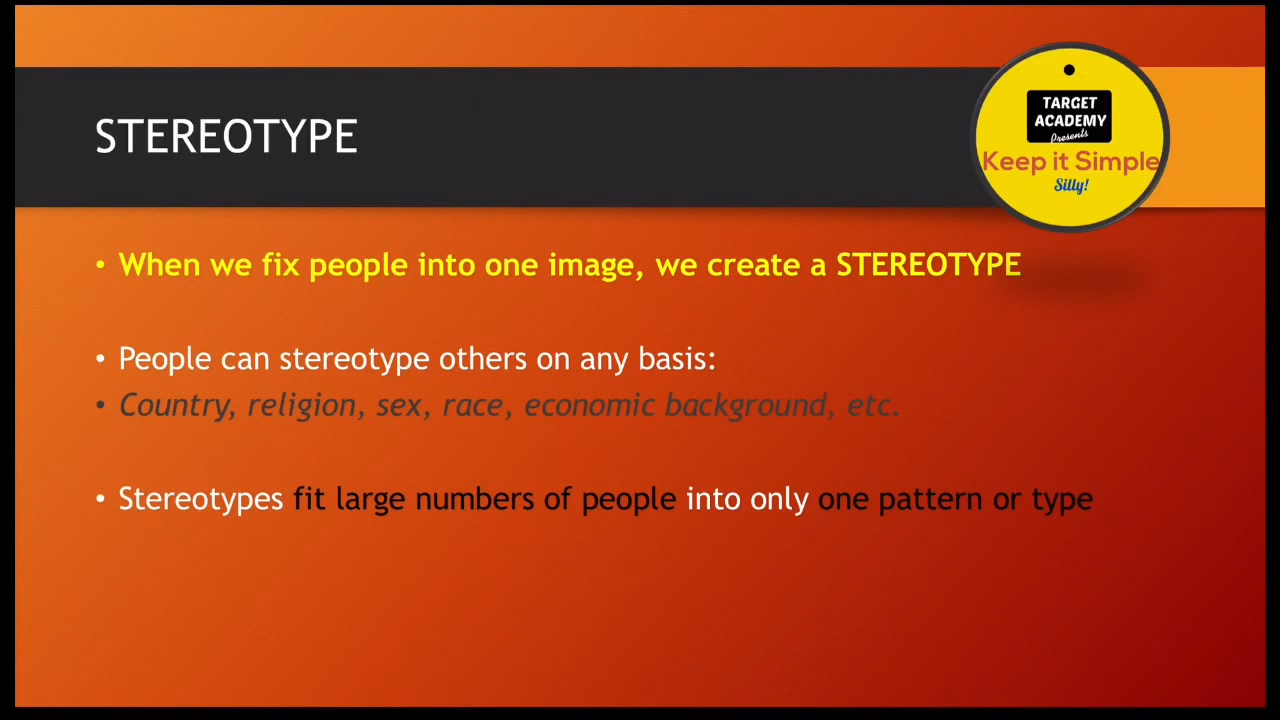 STEREOTYPE
TARGET
ACADEMY
Presents
Keep it Simple
Silly!
• When we fix people into one image, we create a STEREOTYPE
• People can stereotype others on any basis:
• Country, religion, sex, race, economic background, etc.
• Stereotypes fit large numbers of people into only one pattern or type